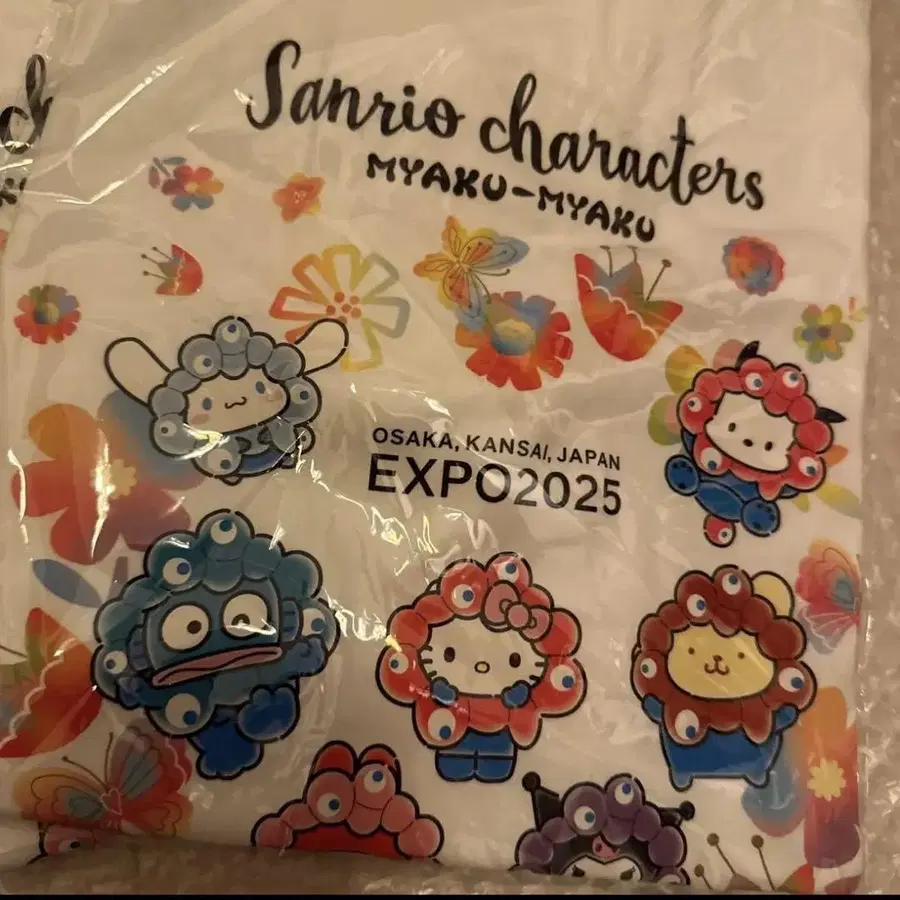 Sanrio characters
MYAKU-MYAKU
OSAKA, KANSAI, JAPAN
EXPO2025